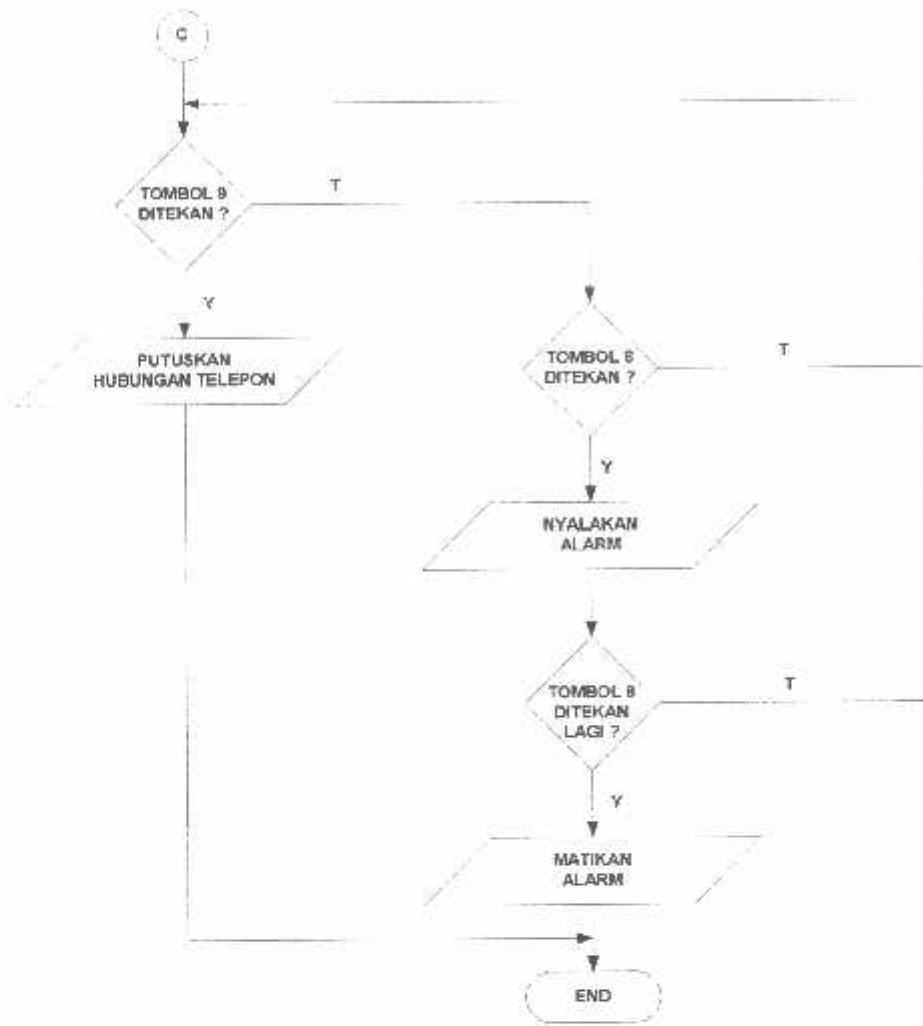 C
TOMBOL 9
DITEKAN ?
T
Y
PUTUSKAN
HUBUNGAN TELEPON
TOMBOL 8
DITEKAN ?
T
Y
NYALAKAN
ALARM
TOMBOL 8
DITEKAN
LAGI ?
T
Y
MATIKAN
ALARM
END